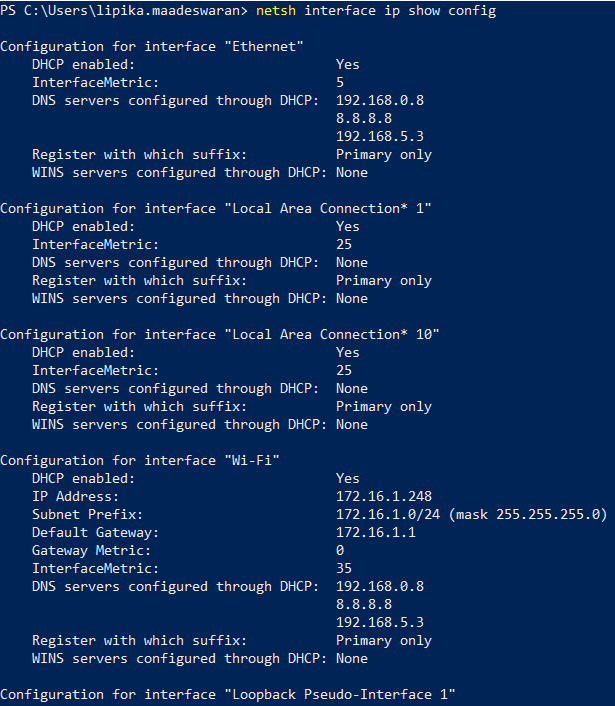 PS C:\Users\lipika.maadeswaran> netsh interface ip show config
Configuration for interface "Ethernet"
DHCP enabled: Yes
InterfaceMetric: 5
DNS servers configured through DHCP: 192.168.0.8
8.8.8.8
192.168.5.3
Register with which suffix: Primary only
WINS servers configured through DHCP: None
Configuration for interface "Local Area Connection* 1"
DHCP enabled: Yes
InterfaceMetric: 25
DNS servers configured through DHCP: None
Register with which suffix: Primary only
WINS servers configured through DHCP: None
Configuration for interface "Local Area Connection* 10"
DHCP enabled: Yes
InterfaceMetric: 25
DNS servers configured through DHCP: None
Register with which suffix: Primary only
WINS servers configured through DHCP: None
Configuration for interface "Wi-Fi"
DHCP enabled: Yes
IP Address: 172.16.1.248
Subnet Prefix: 172.16.1.0/24 (mask 255.255.255.0)
Default Gateway: 172.16.1.1
Gateway Metric: 0
InterfaceMetric: 35
DNS servers configured through DHCP: 192.168.0.8
8.8.8.8
192.168.5.3
Register with which suffix: Primary only
WINS servers configured through DHCP: None
Configuration for interface "Loopback Pseudo-Interface 1"